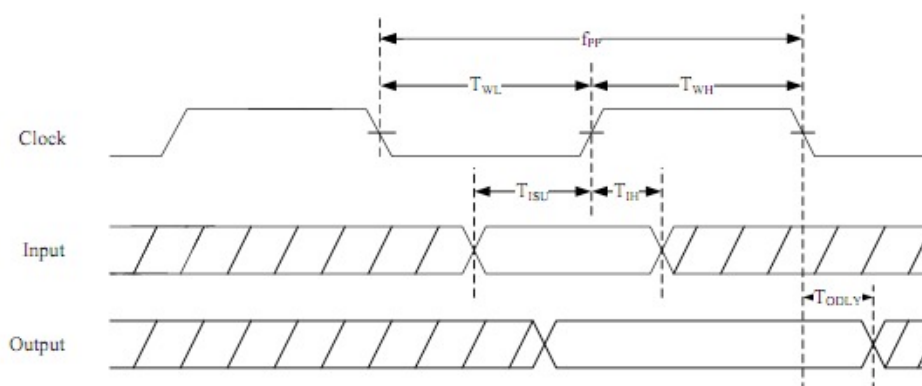 fPP
TWL TWH
Clock
TISU TIH
Input
TODLY
Output